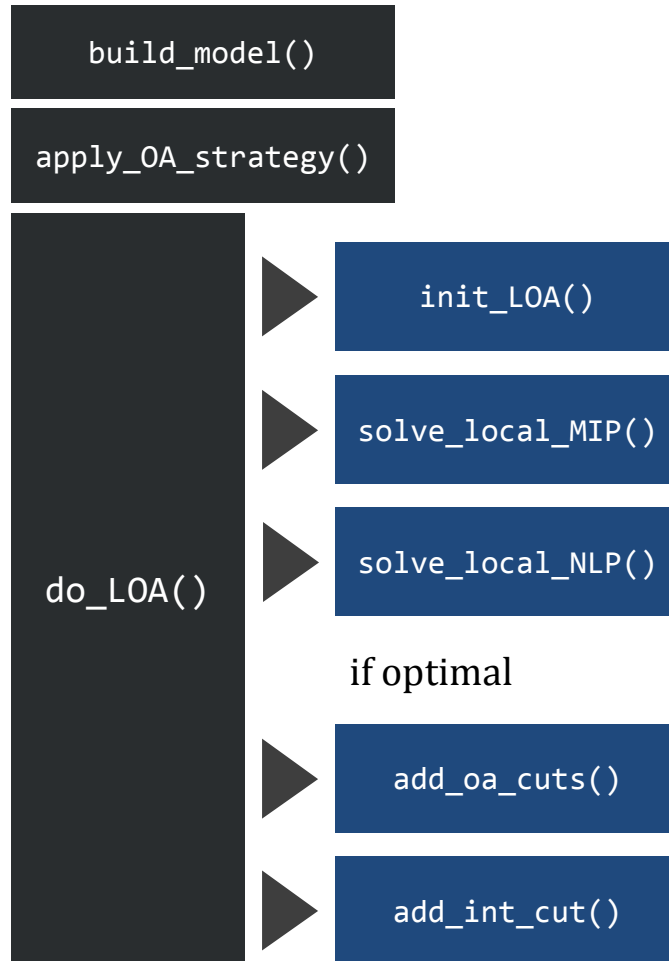 build_model()
apply_OA_strategy()
do_LOA()
init_LOA()
solve_local_MIP()
solve_local_NLP()
if optimal
add_oa_cuts()
add_int_cut()